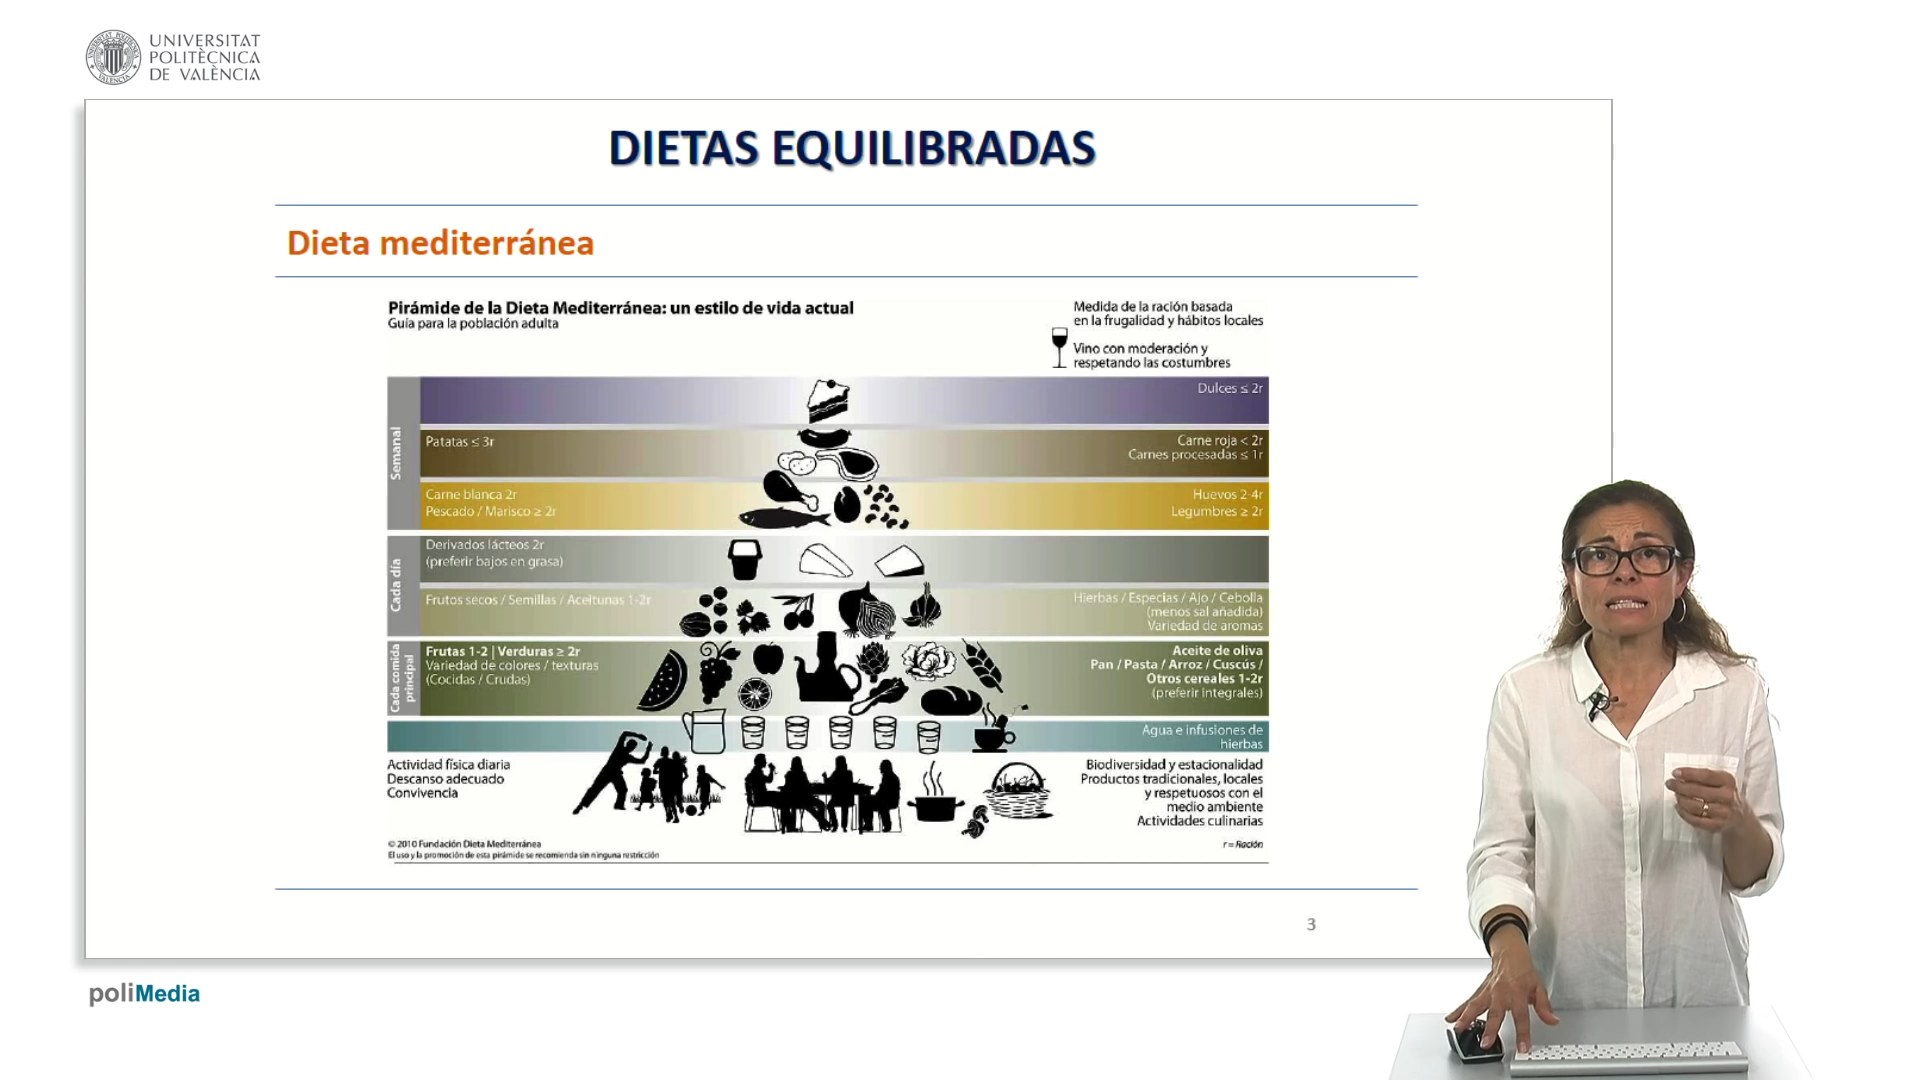 UNIVERSITAT
POLITÈCNICA
DE VALÈNCIA
DIETAS EQUILIBRADAS
Dieta mediterránea
Pirámide de la Dieta Mediterránea: un estilo de vida actual
Guía para la población adulta
Medida de la ración basada
en la frugalidad y hábitos locales
Vino con moderación y
respetando las costumbres
Semanal
Dulces ≤ 2r
Patatas ≤ 3r
Carne roja < 2r
Carnes procesadas ≤ 1r
Carne blanca 2r
Pescado / Marisco ≥ 2r
Huevos 2-4r
Legumbres ≥ 2r
Cada día
Derivados lácteos 2r
(preferir bajos en grasa)
Frutos secos / Semillas / Aceitunas 1-2r
Hierbas / Especias / Ajo / Cebolla
(menos sal añadida)
Variedad de aromas
Cada comida
principal
Frutas 1-2 | Verduras ≥ 2r
Variedad de colores / texturas
(Cocidas / Crudas)
Aceite de oliva
Pan / Pasta / Arroz / Cuscús /
Otros cereales 1-2r
(preferir integrales)
Agua e infusiones de
hierbas
Actividad física diaria
Descanso adecuado
Convivencia
Biodiversidad y estacionalidad
Productos tradicionales, locales
y respetuosos con el
medio ambiente
Actividades culinarias
© 2010 Fundación Dieta Mediterránea
El uso y la promoción de esta pirámide se recomienda sin ninguna restricción
r = Ración
3
poliMedia